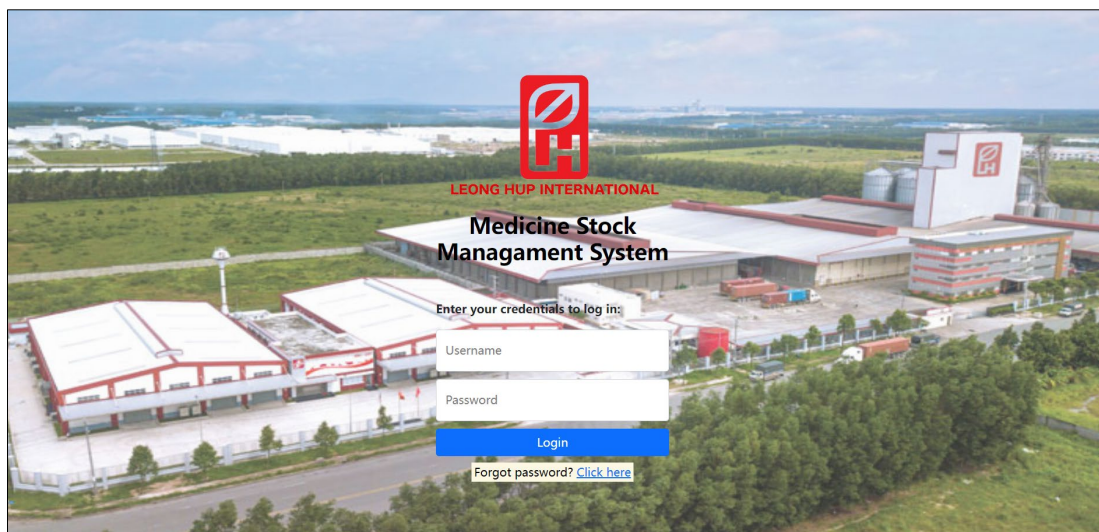 LEONG HUP INTERNATIONAL
Medicine Stock
Managament System
Enter your credentials to log in:
Username
Password
Login
Forgot password? Click here